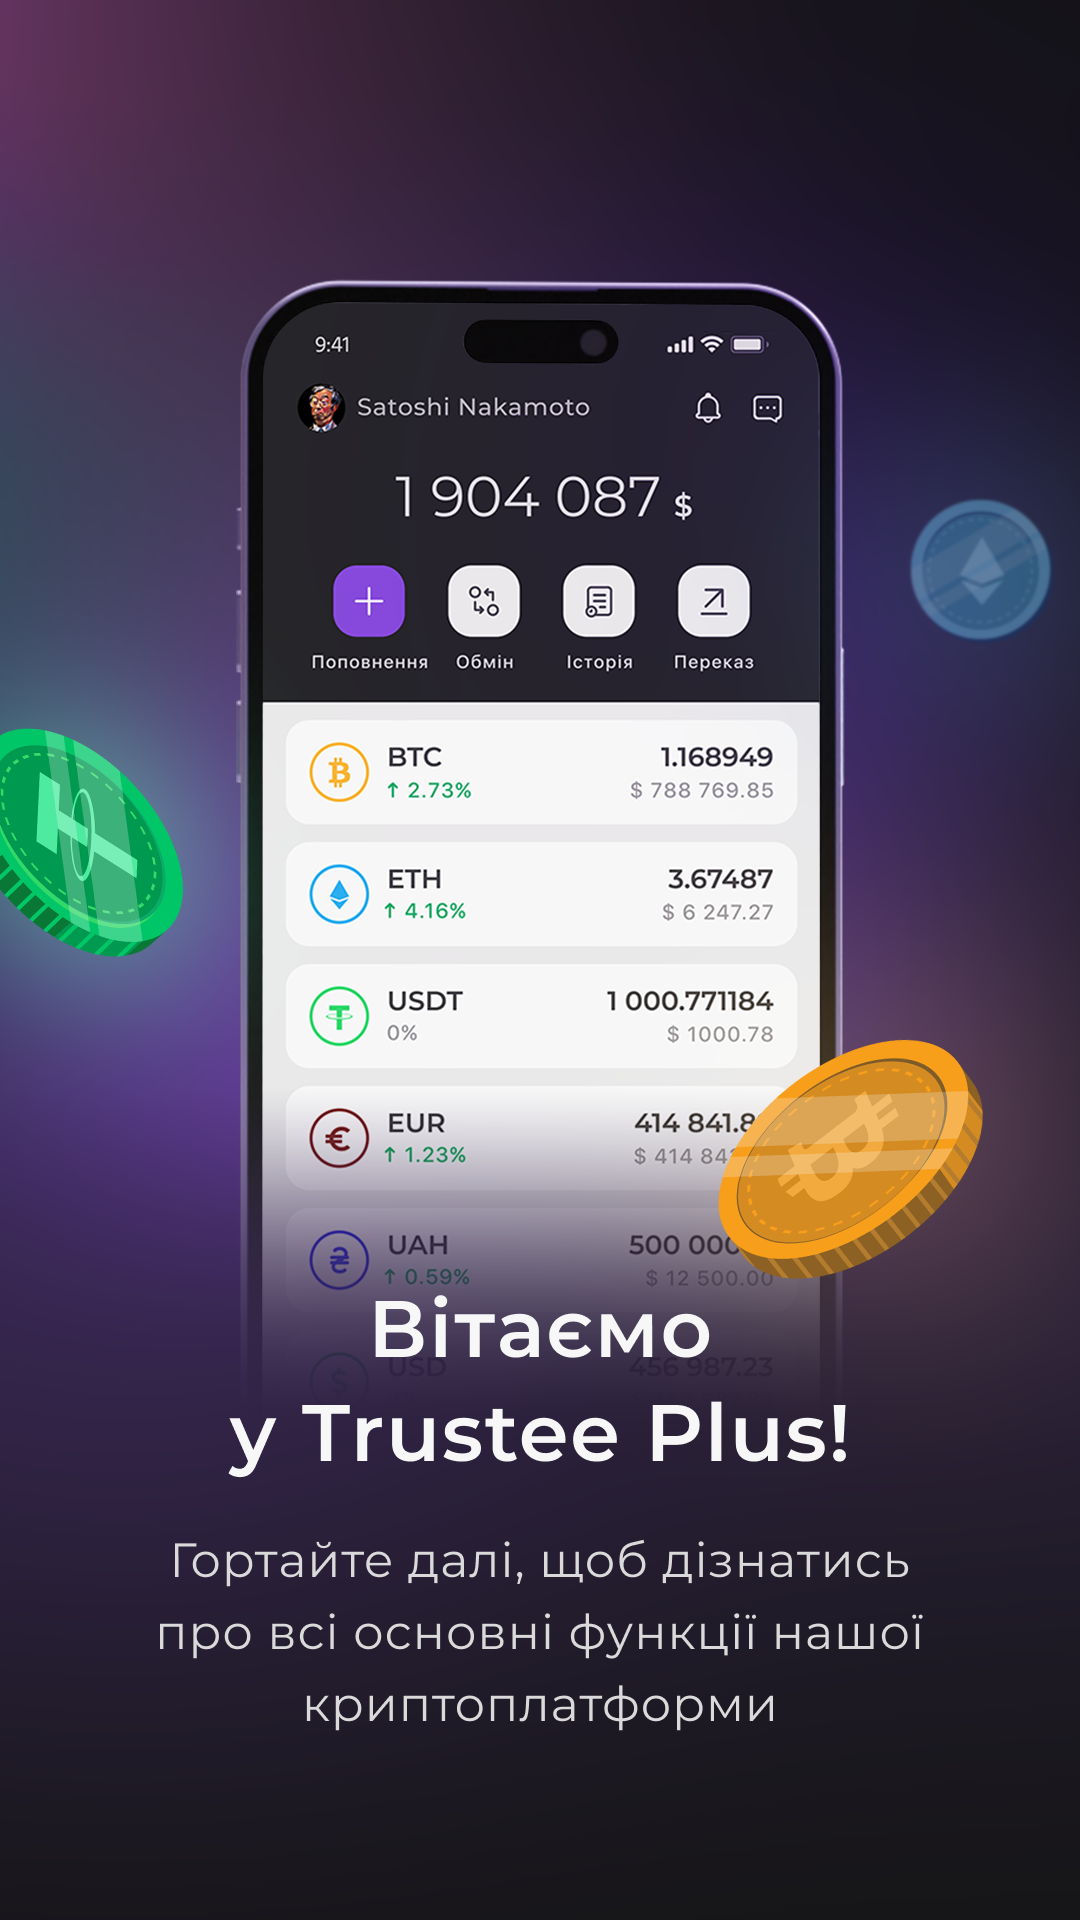 9:41
Satoshi Nakamoto
1 904 087 $
Поповнення Обмін Історія Переказ
BTC 1.168949
↑ 2.73% $ 788 769.85
ETH 3.67487
↑ 4.16% $ 6 247.27
USDT 1 000.771184
0% $ 1000.78
EUR 414 841.8
↑ 1.23% $ 414 84
UAH 500 000
↑ 0.59% $ 12 500.00
USD 456 987.23
Вітаємо
у Trustee Plus!
Гортайте далі, щоб дізнатись
про всі основні функції нашої
криптоплатформи